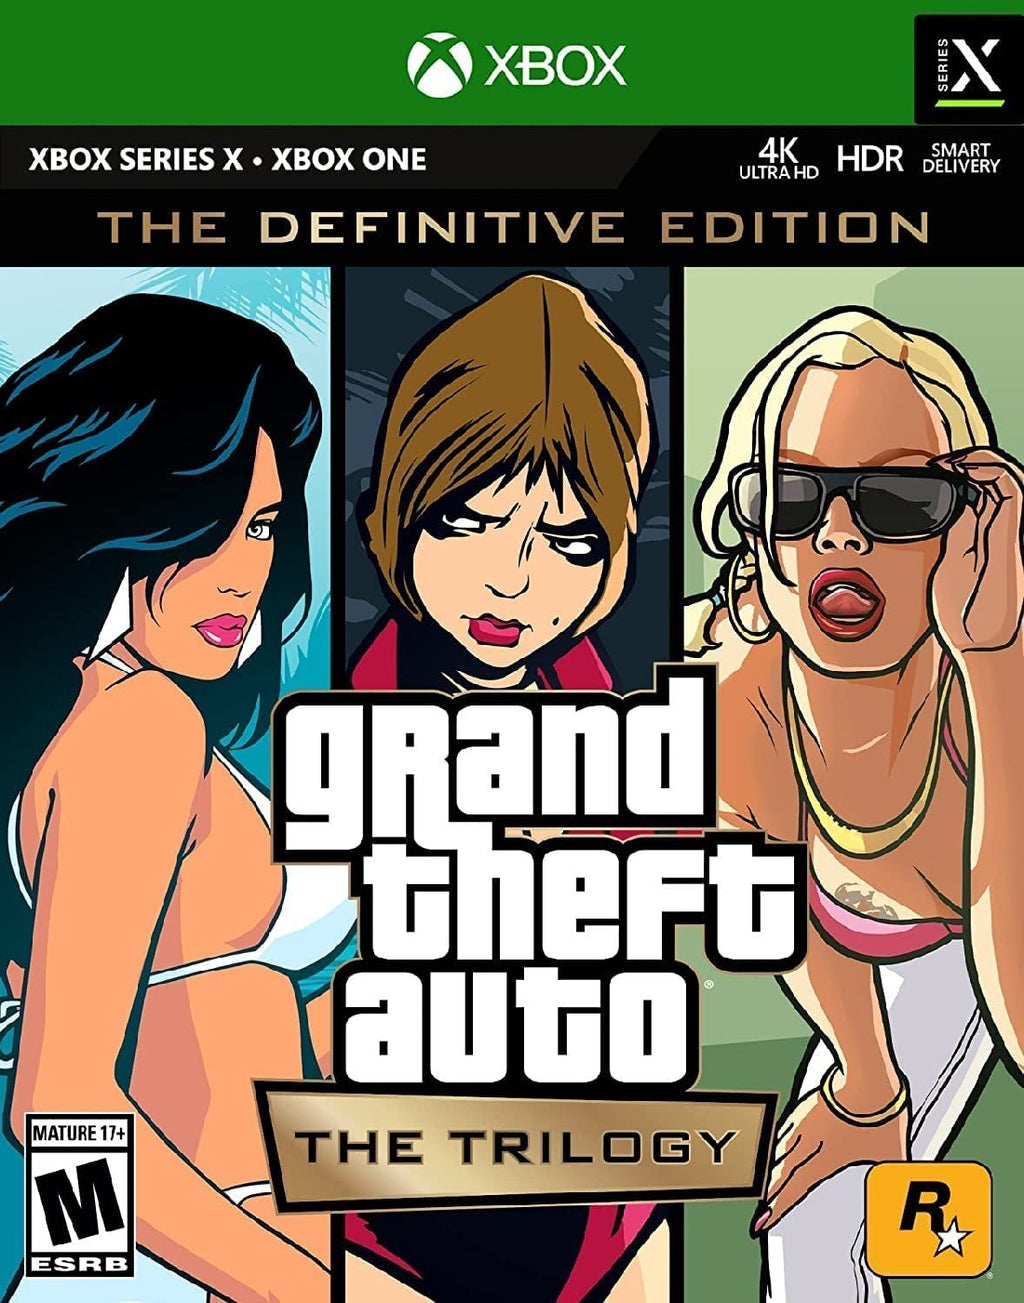 XBOX
SERIES X
XBOX SERIES X • XBOX ONE
4K
ULTRA HD
HDR
SMART
DELIVERY
THE DEFINITIVE EDITION
grand
theft
auto
®
THE TRILOGY
MATURE 17+
M
ESRB
R
®